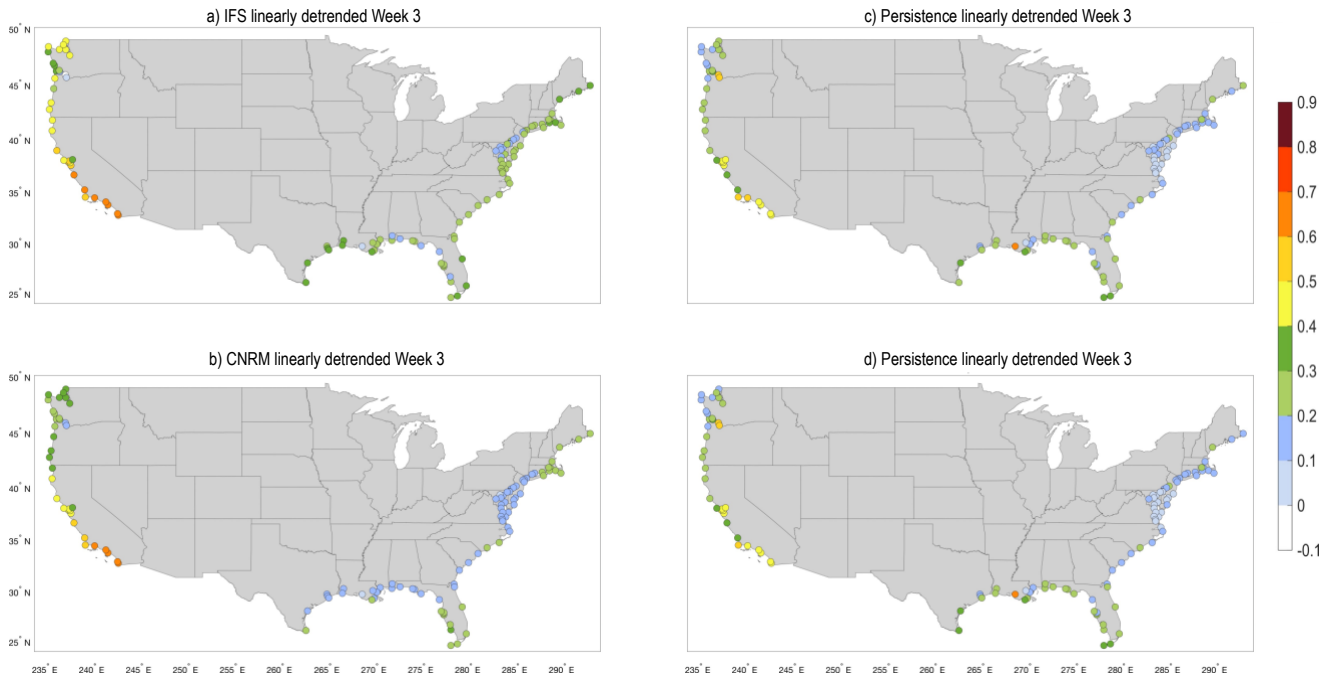 a) IFS linearly detrended Week 3
c) Persistence linearly detrended Week 3
50° N
45° N
40° N
35° N
30° N
25° N
0.9
0.8
0.7
0.6
0.5
0.4
0.3
0.2
0.1
0
-0.1
b) CNRM linearly detrended Week 3
d) Persistence linearly detrended Week 3
50° N
45° N
40° N
35° N
30° N
25° N
235° E 240° E 245° E 250° E 255° E 260° E 265° E 270° E 275° E 280° E 285° E 290° E
235° E 240° E 245° E 250° E 255° E 260° E 265° E 270° E 275° E 280° E 285° E 290° E